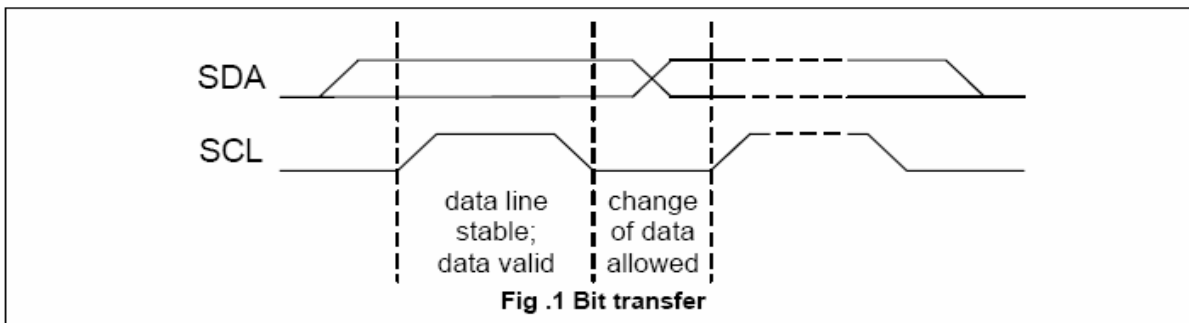 SDA
SCL
data line
stable;
data valid
change
of data
allowed
Fig .1 Bit transfer